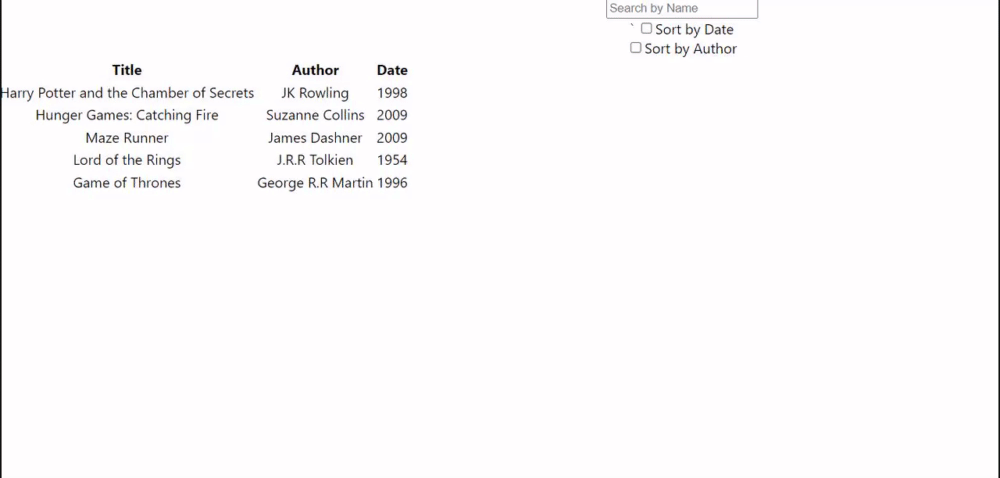 Search by Name
` Sort by Date
Sort by Author
Title Author Date
Harry Potter and the Chamber of Secrets JK Rowling 1998
Hunger Games: Catching Fire Suzanne Collins 2009
Maze Runner James Dashner 2009
Lord of the Rings J.R.R Tolkien 1954
Game of Thrones George R.R Martin 1996